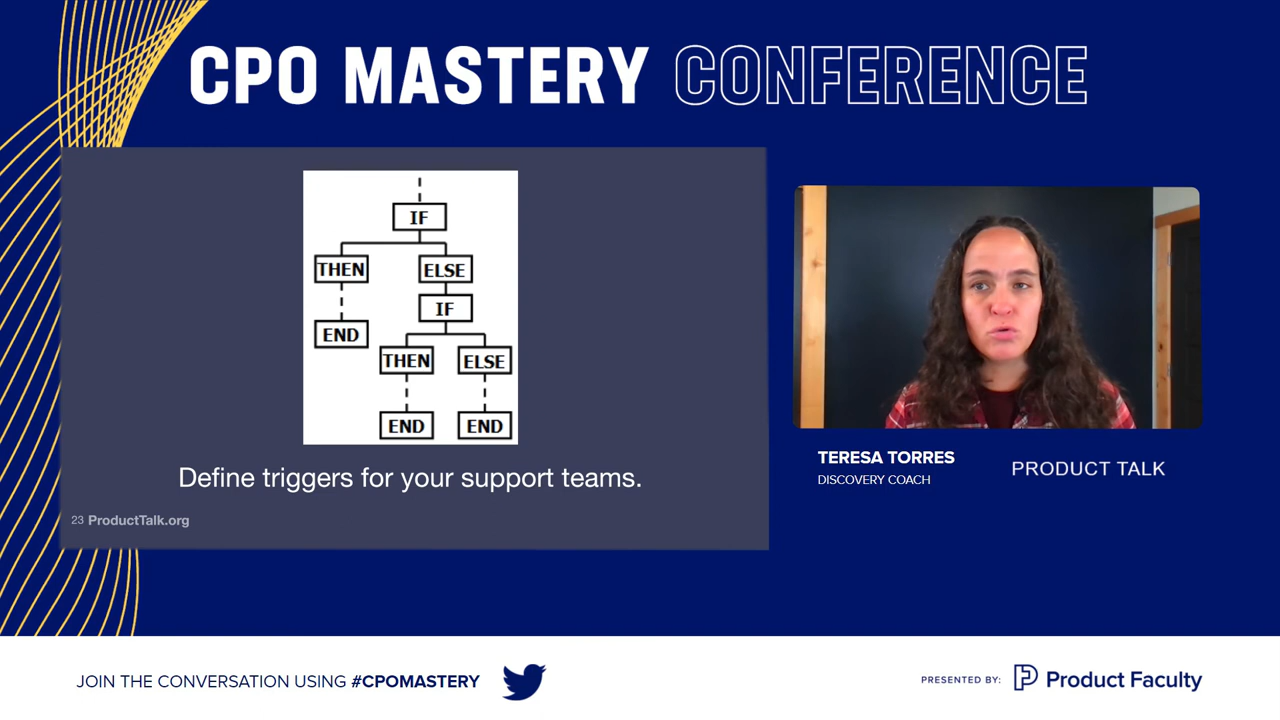 CPO MASTERY CONFERENCE
IF
THEN ELSE
IF
END
THEN ELSE
END END
Define triggers for your support teams.
23 ProductTalk.org
TERESA TORRES
DISCOVERY COACH
PRODUCT TALK
JOIN THE CONVERSATION USING #CPOMASTERY
PRESENTED BY: Product Faculty